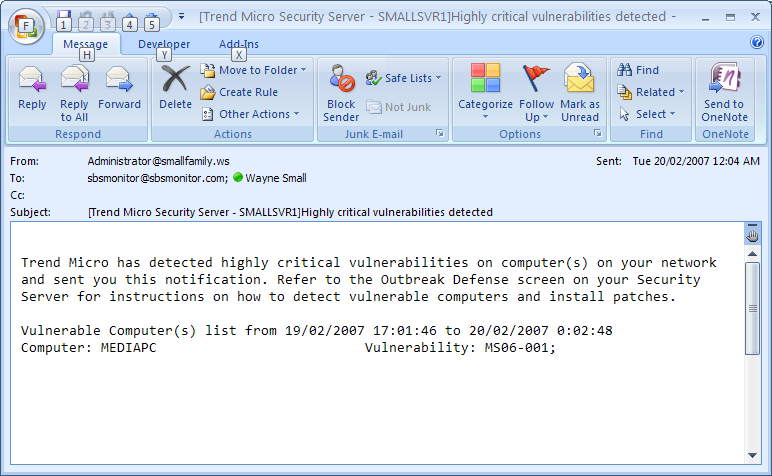 [Trend Micro Security Server - SMALLSVR1]Highly critical vulnerabilities detected -
F 1 2 3 4 5
Message Developer Add-Ins
H Y X
Reply
Reply to All
Forward
Respond
Delete
Move to Folder
Create Rule
Other Actions
Actions
Block Sender
Safe Lists
Not Junk
Junk E-mail
Categorize
Follow Up
Mark as Unread
Options
Find
Related
Select
Find
Send to OneNote
OneNote
From: Administrator@smallfamily.ws Sent: Tue 20/02/2007 12:04 AM
To: sbsmonitor@sbsmonitor.com; Wayne Small
Cc:
Subject: [Trend Micro Security Server - SMALLSVR1]Highly critical vulnerabilities detected
Trend Micro has detected highly critical vulnerabilities on computer(s) on your network
and sent you this notification. Refer to the Outbreak Defense screen on your Security
Server for instructions on how to detect vulnerable computers and install patches.
Vulnerable Computer(s) list from 19/02/2007 17:01:46 to 20/02/2007 0:02:48
Computer: MEDIAPC Vulnerability: MS06-001;